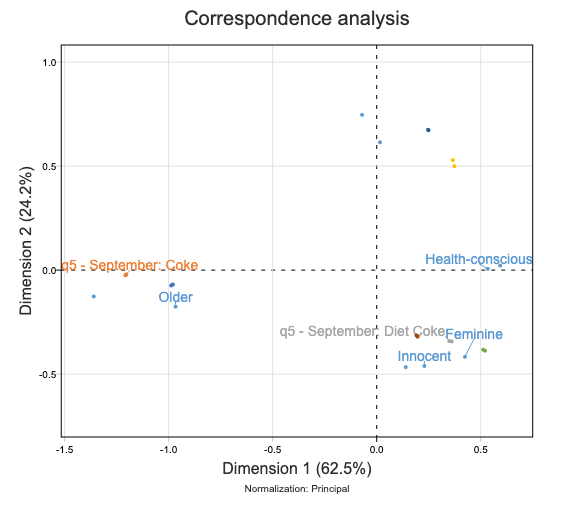 Correspondence analysis
Dimension 2 (24.2%)
1.0
0.5
0.0
-0.5
q5 - September: Coke
Health-conscious
Older
q5 - September: Diet Coke
Feminine
Innocent
-1.5
-1.0
-0.5
0.0
0.5
Dimension 1 (62.5%)
Normalization: Principal